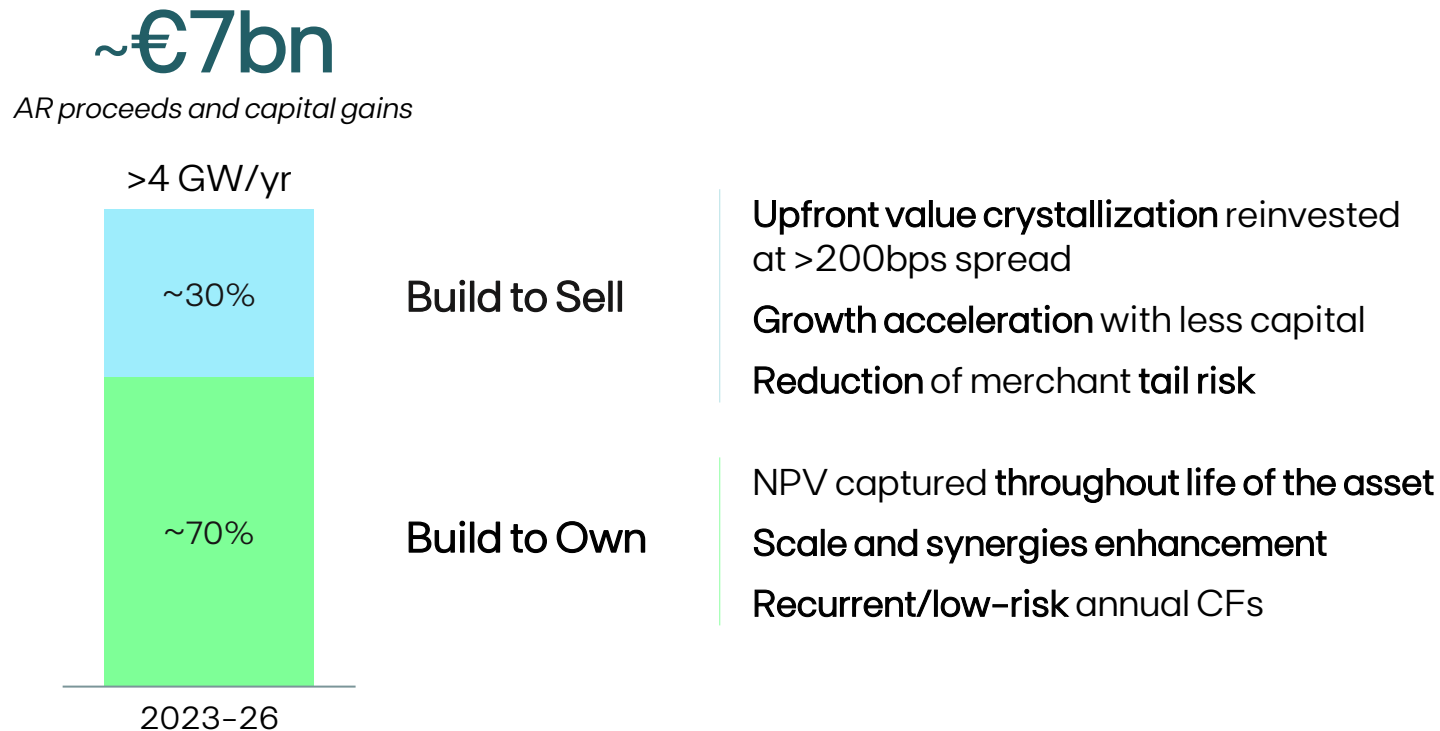 ~€7bn
AR proceeds and capital gains
>4 GW/yr
~30%
~70%
2023-26
Build to Sell
Upfront value crystallization reinvested
at >200bps spread
Growth acceleration with less capital
Reduction of merchant tail risk
Build to Own
NPV captured throughout life of the asset
Scale and synergies enhancement
Recurrent/low-risk annual CFs